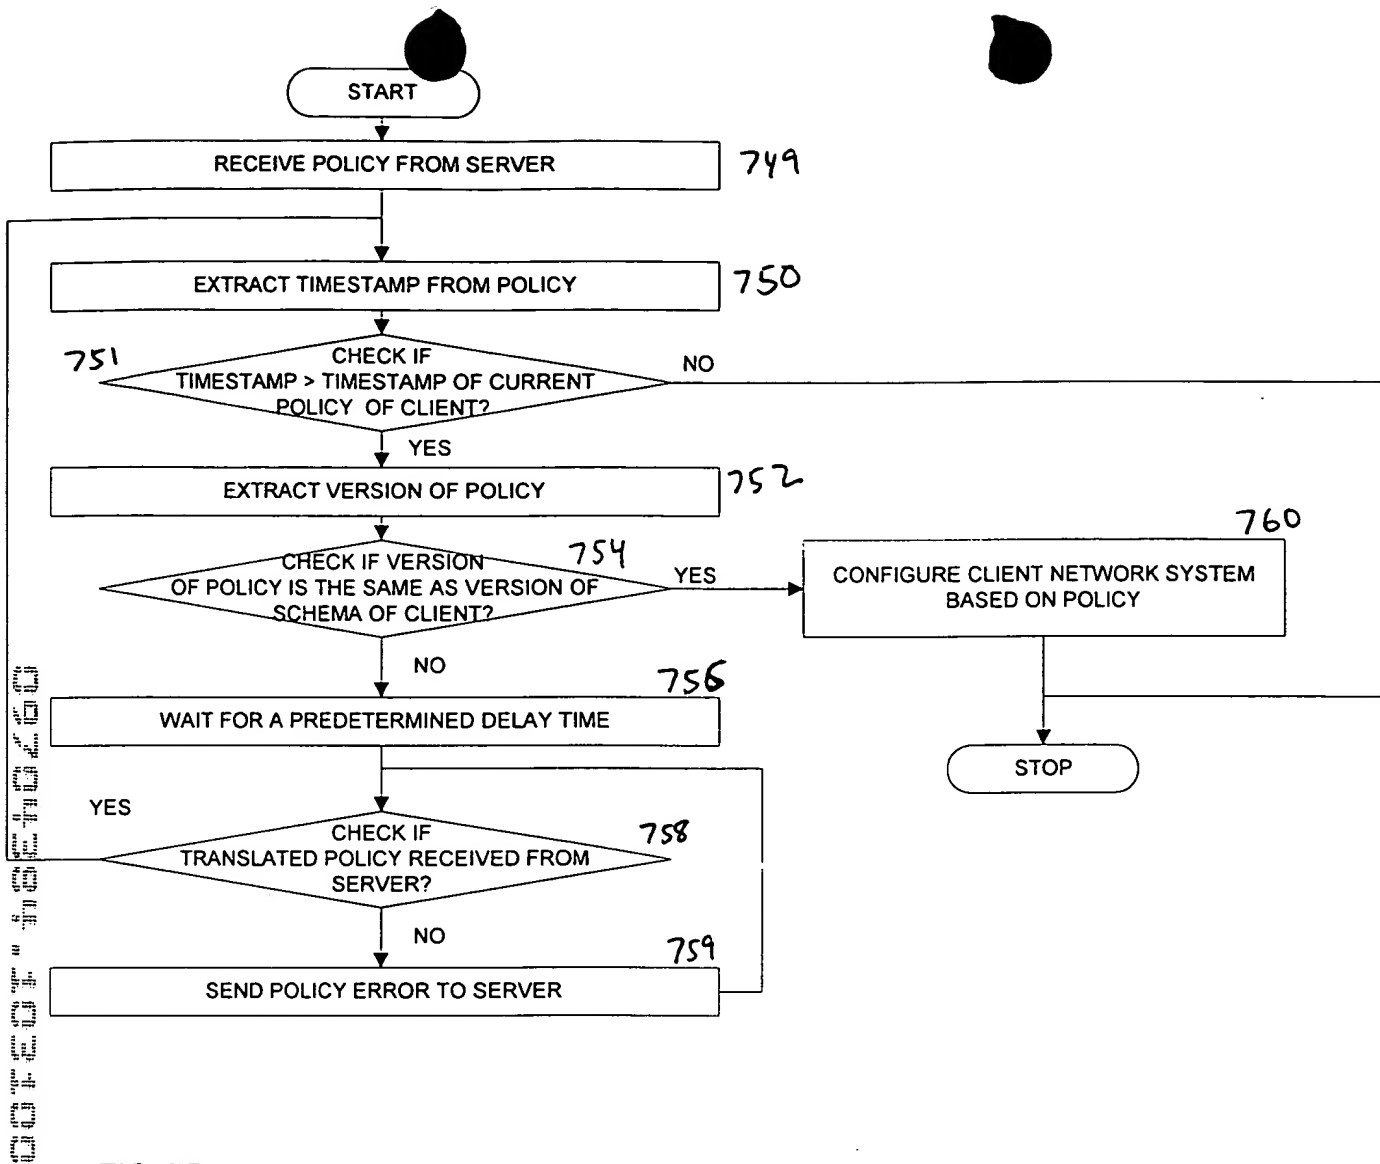 START
RECEIVE POLICY FROM SERVER
749
EXTRACT TIMESTAMP FROM POLICY
750
751
CHECK IF
TIMESTAMP > TIMESTAMP OF CURRENT
POLICY OF CLIENT?
NO
YES
EXTRACT VERSION OF POLICY
752
CHECK IF VERSION
OF POLICY IS THE SAME AS VERSION OF
SCHEMA OF CLIENT?
754
YES
760
CONFIGURE CLIENT NETWORK SYSTEM
BASED ON POLICY
NO
756
WAIT FOR A PREDETERMINED DELAY TIME
STOP
YES
CHECK IF
TRANSLATED POLICY RECEIVED FROM
SERVER?
758
NO
759
SEND POLICY ERROR TO SERVER
09704394.103100